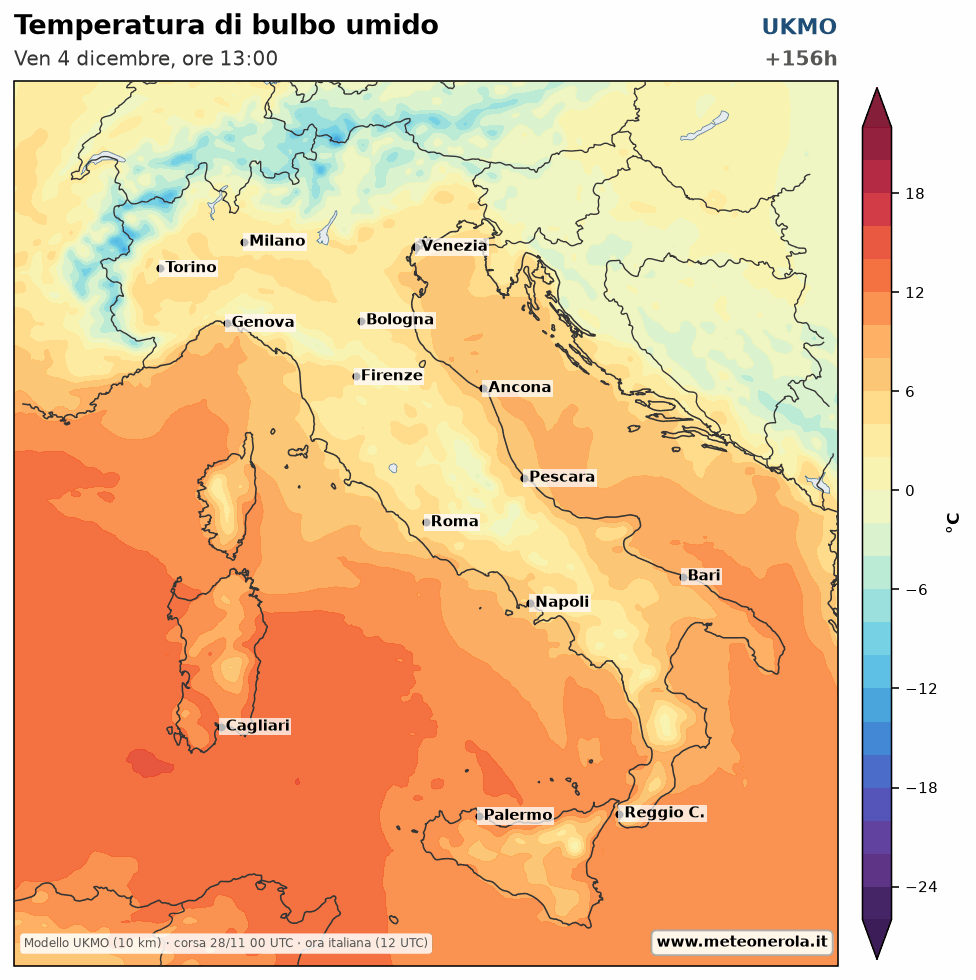 Temperatura di bulbo umido
UKMO
Ven 4 dicembre, ore 13:00
+156h
Milano
Venezia
Torino
Genova
Bologna
Firenze
Ancona
Pescara
Roma
Bari
Napoli
Cagliari
Palermo
Reggio C.
18
12
6
0
−6
−12
−18
−24
°C
Modello UKMO (10 km) · corsa 28/11 00 UTC · ora italiana (12 UTC)
www.meteonerola.it